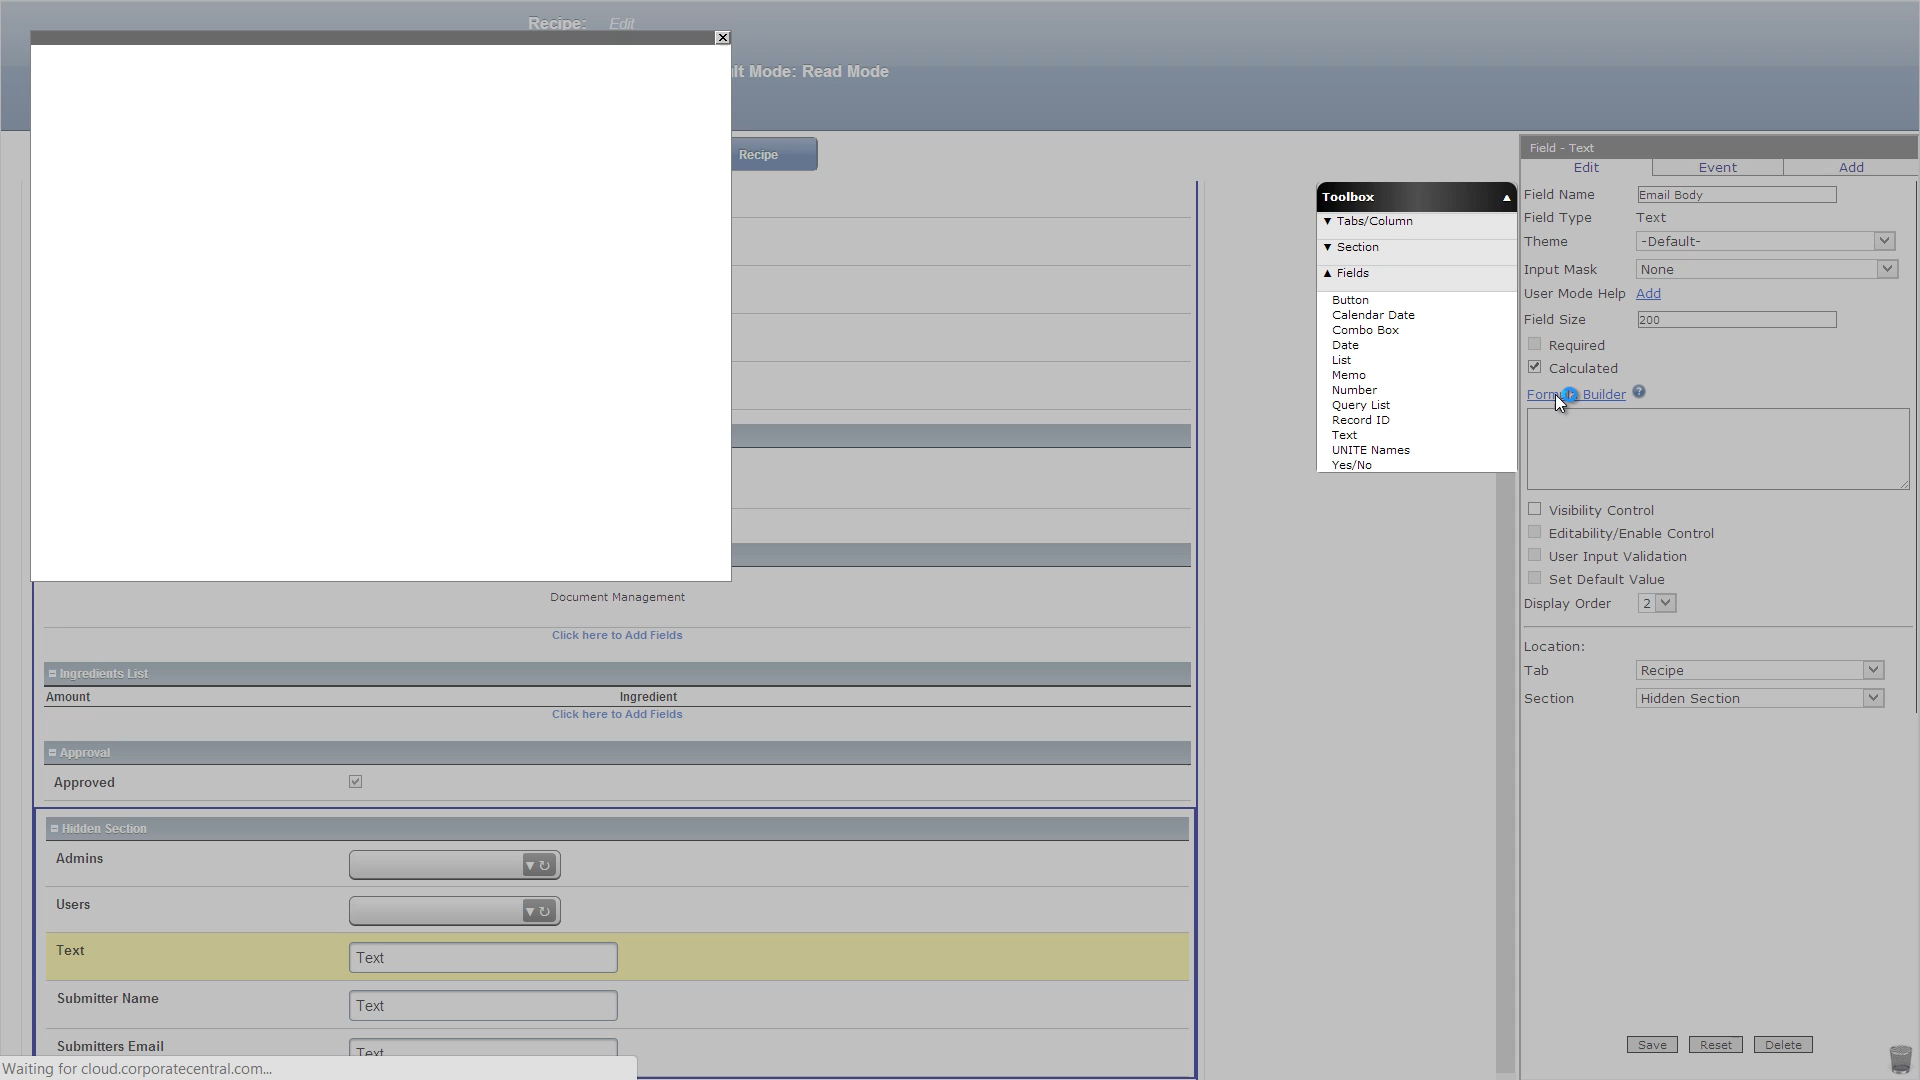 Recipe: Edit
lt Mode: Read Mode
Recipe
Document Management
Click here to Add Fields
Ingredients List
Amount Ingredient
Click here to Add Fields
Approval
Approved
Hidden Section
Admins
Users
Text Text
Submitter Name Text
Submitters Email Text
Waiting for cloud.corporatecentral.com...
Toolbox
Tabs/Column
Section
Fields
Button
Calendar Date
Combo Box
Date
List
Memo
Number
Query List
Record ID
Text
UNITE Names
Yes/No
Field - Text
Edit Event Add
Field Name Email Body
Field Type Text
Theme -Default-
Input Mask None
User Mode Help Add
Field Size 200
Required
Calculated
Builder ?
Visibility Control
Editability/Enable Control
User Input Validation
Set Default Value
Display Order 2
Location:
Tab Recipe
Section Hidden Section
Save Reset Delete